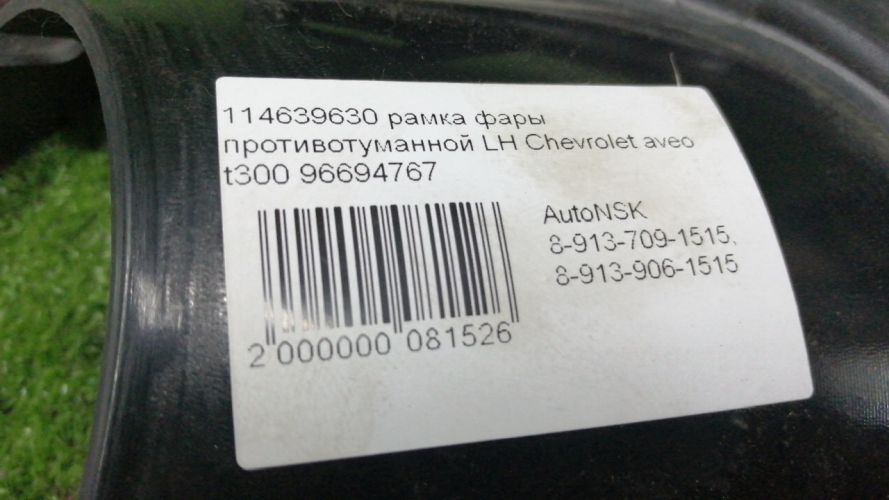 114639630 рамка фары
противотуманной LH Chevrolet aveo
t300 96694767
AutoNSK
8-913-709-1515,
8-913-906-1515
2 000000 081526